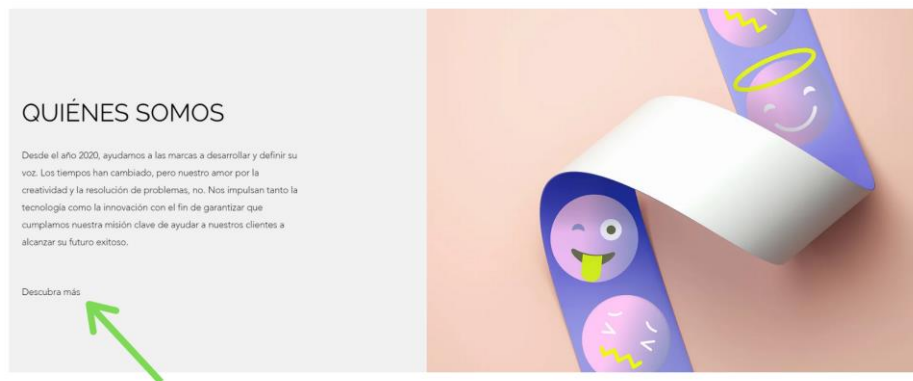 QUIÉNES SOMOS
Desde el año 2020, ayudamos a las marcas a desarrollar y definir su
voz. Los tiempos han cambiado, pero nuestro amor por la
creatividad y la resolución de problemas, no. Nos impulsan tanto la
tecnología como la innovación con el fin de garantizar que
cumplamos nuestra misión clave de ayudar a nuestros clientes a
alcanzar su futuro exitoso.
Descubra más